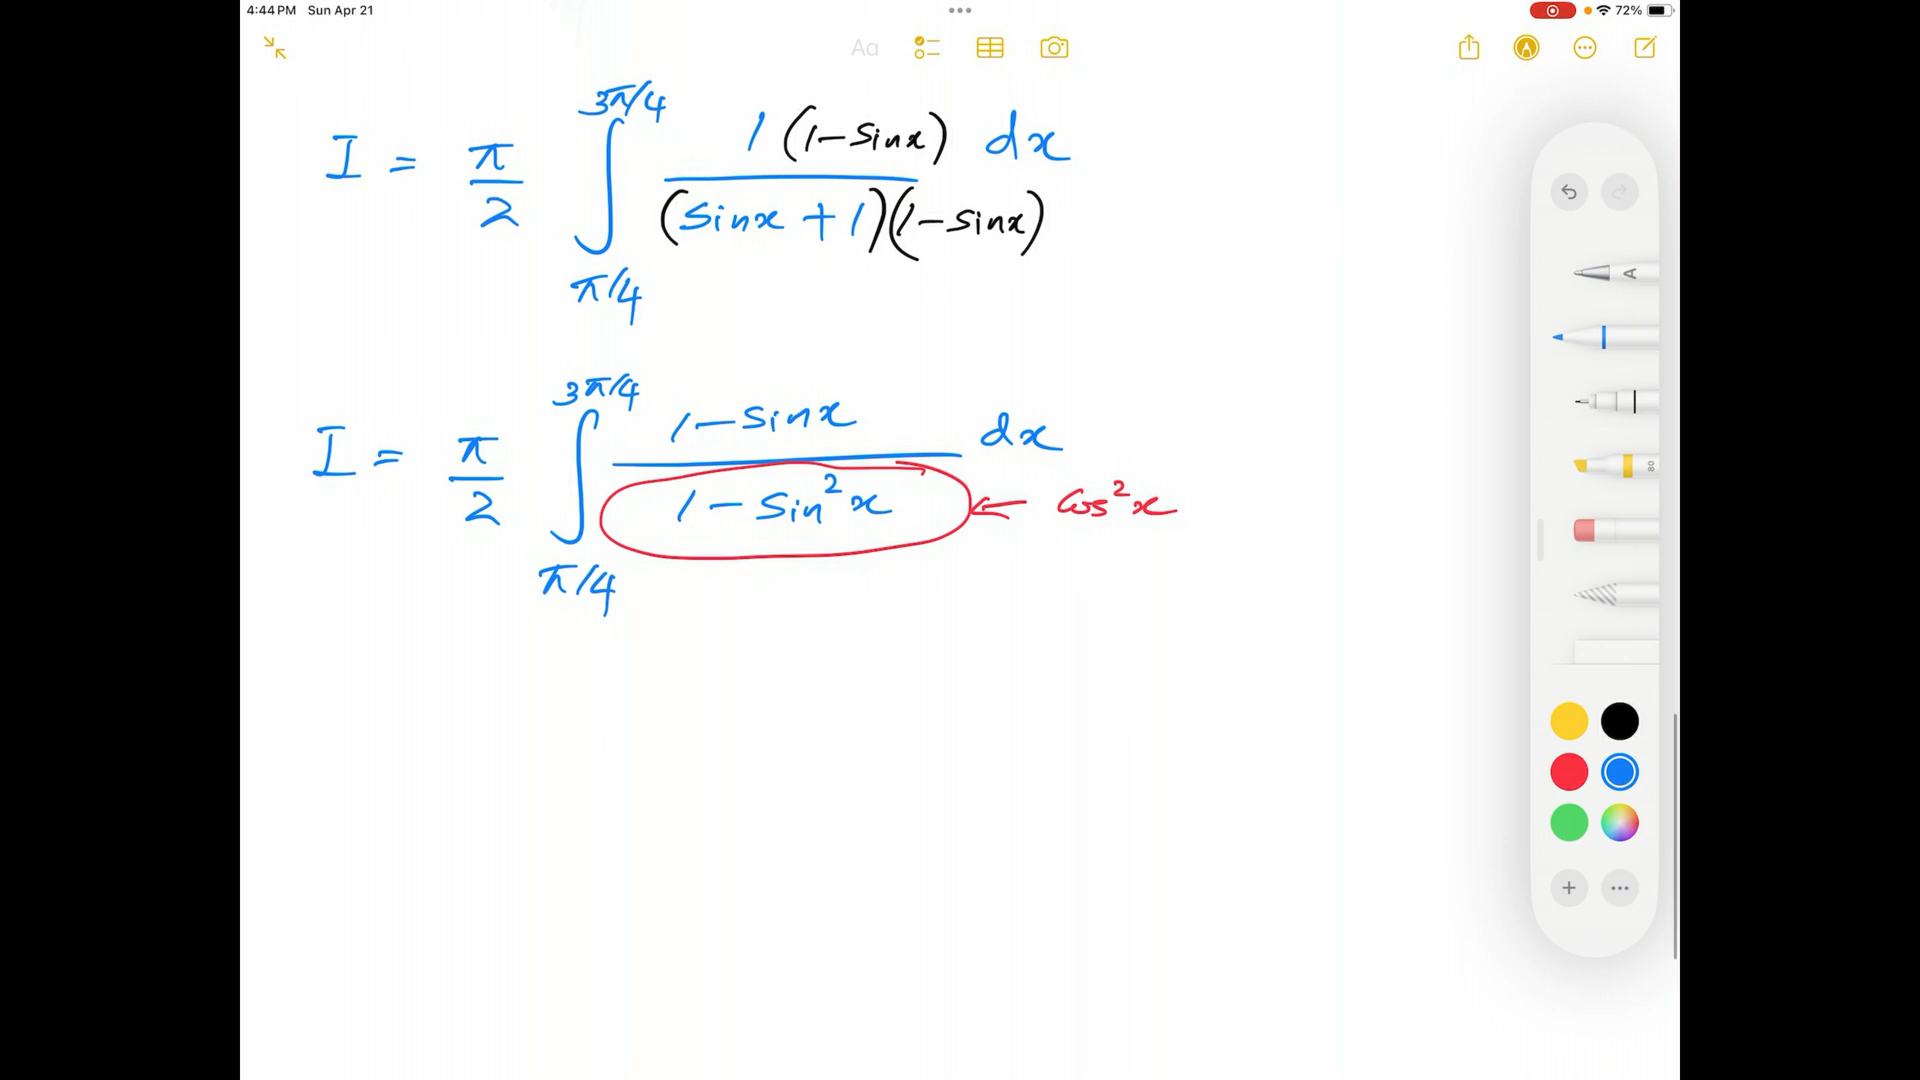 4:44 PM Sun Apr 21
72%
Aa
I = π/2 ∫ 3π/4 π/4 1 (1 – sinx) / (sinx + 1)(1 – sinx) dx
I = π/2 ∫ 3π/4 π/4 1 – sinx / 1 – sin²x dx ← cos²x
A
80